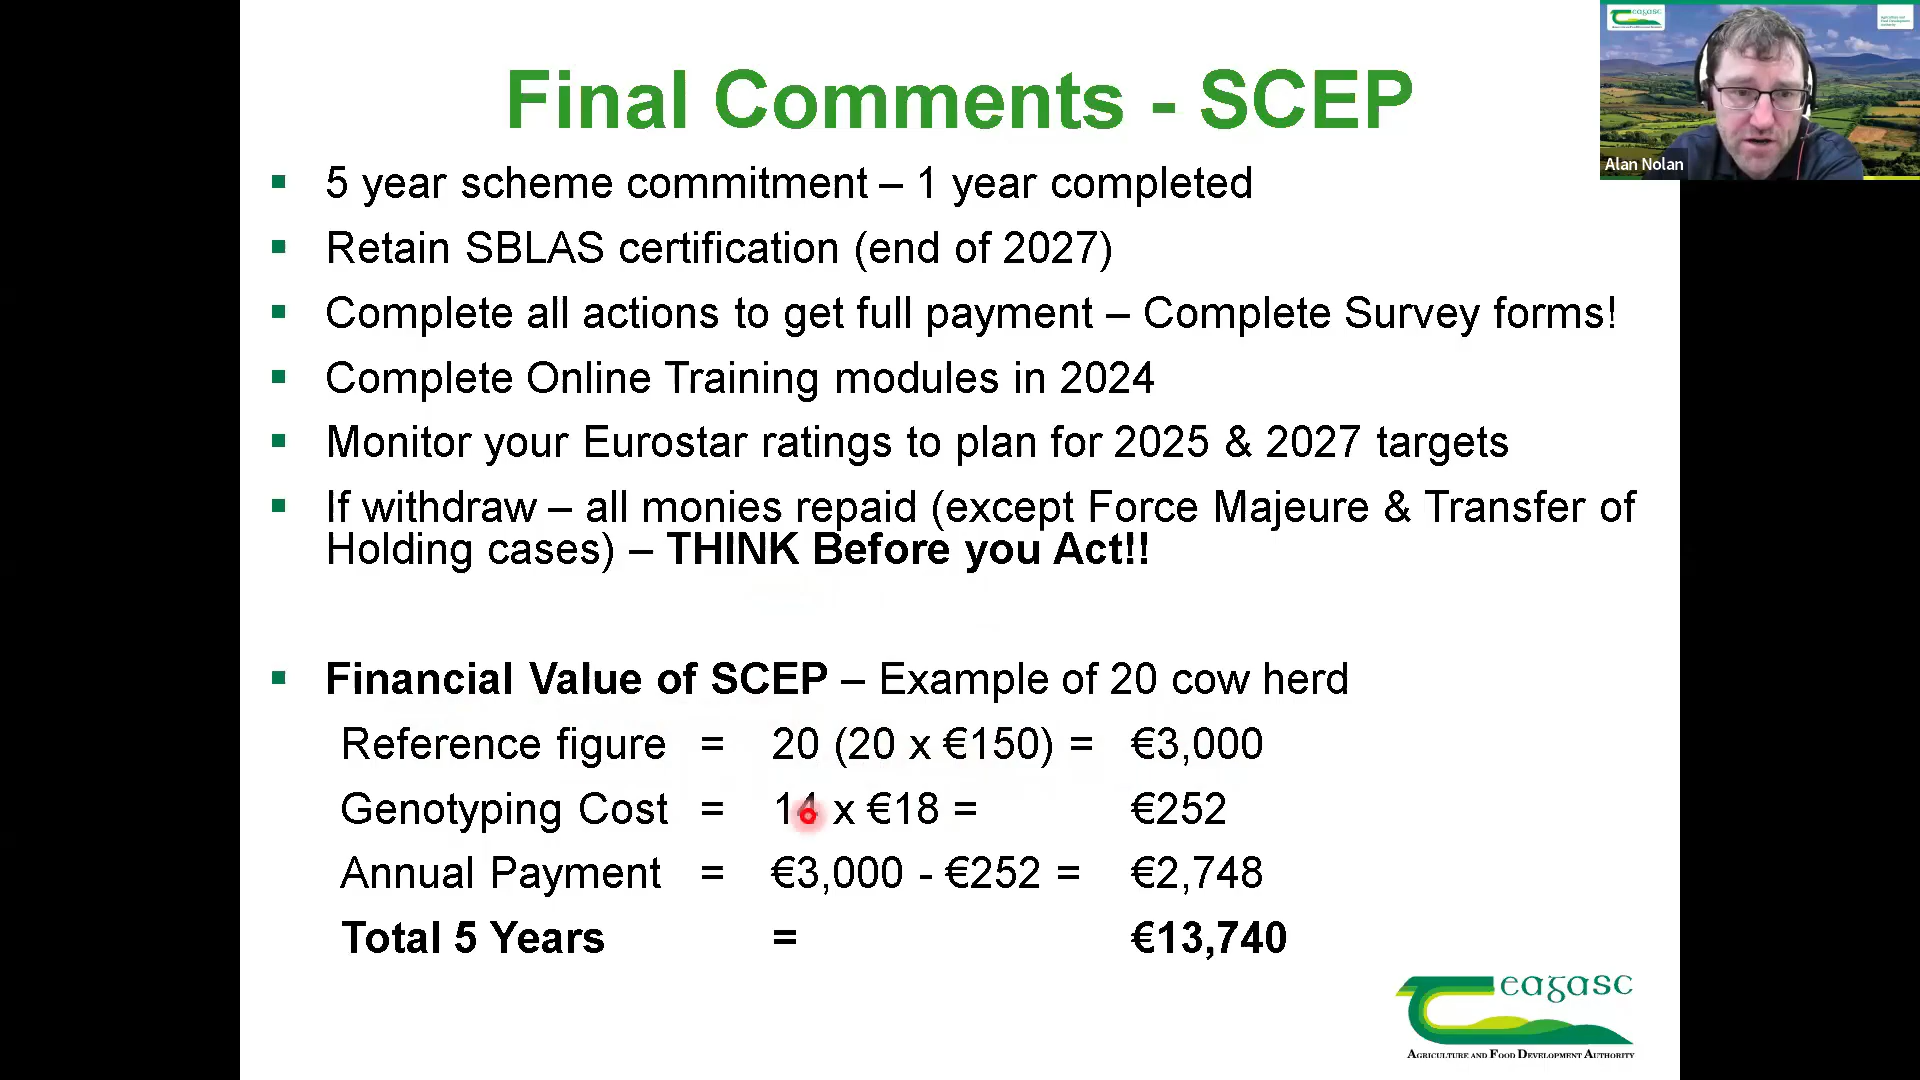 Final Comments - SCEP
▪ 5 year scheme commitment – 1 year completed
▪ Retain SBLAS certification (end of 2027)
▪ Complete all actions to get full payment – Complete Survey forms!
▪ Complete Online Training modules in 2024
▪ Monitor your Eurostar ratings to plan for 2025 & 2027 targets
▪ If withdraw – all monies repaid (except Force Majeure & Transfer of
Holding cases) – THINK Before you Act!!
▪ Financial Value of SCEP – Example of 20 cow herd
Reference figure = 20 (20 x €150) = €3,000
Genotyping Cost = 14 x €18 = €252
Annual Payment = €3,000 - €252 = €2,748
Total 5 Years = €13,740
eagasc
AGRICULTURE AND FOOD DEVELOPMENT AUTHORITY
eagasc
Alan Nolan